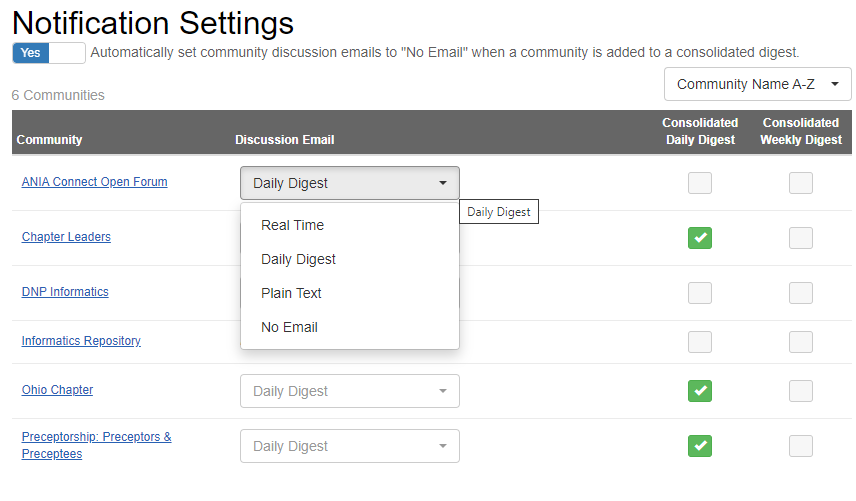 Notification Settings
Yes Automatically set community discussion emails to "No Email" when a community is added to a consolidated digest.
Community Name A-Z
6 Communities
Community Discussion Email Consolidated Daily Digest Consolidated Weekly Digest
ANIA Connect Open Forum Daily Digest
Daily Digest
Real Time
Chapter Leaders
Daily Digest
DNP Informatics Plain Text
No Email
Informatics Repository
Ohio Chapter Daily Digest
Preceptorship: Preceptors &
Preceptees Daily Digest